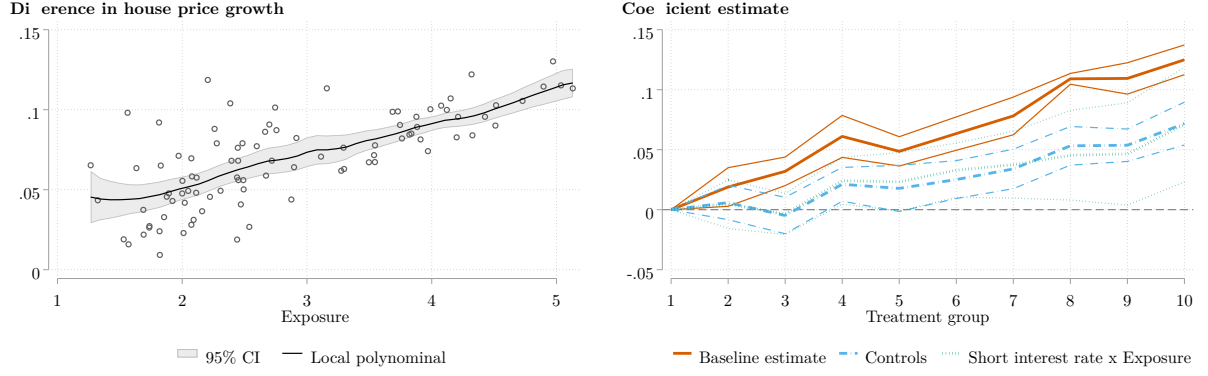 Di erence in house price growth
.15
.1
.05
0
1 2 3 4 5
Exposure
95% CI Local polynominal
Coe icient estimate
.15
.1
.05
0
-.05
1 2 3 4 5 6 7 8 9 10
Treatment group
Baseline estimate Controls Short interest rate x Exposure